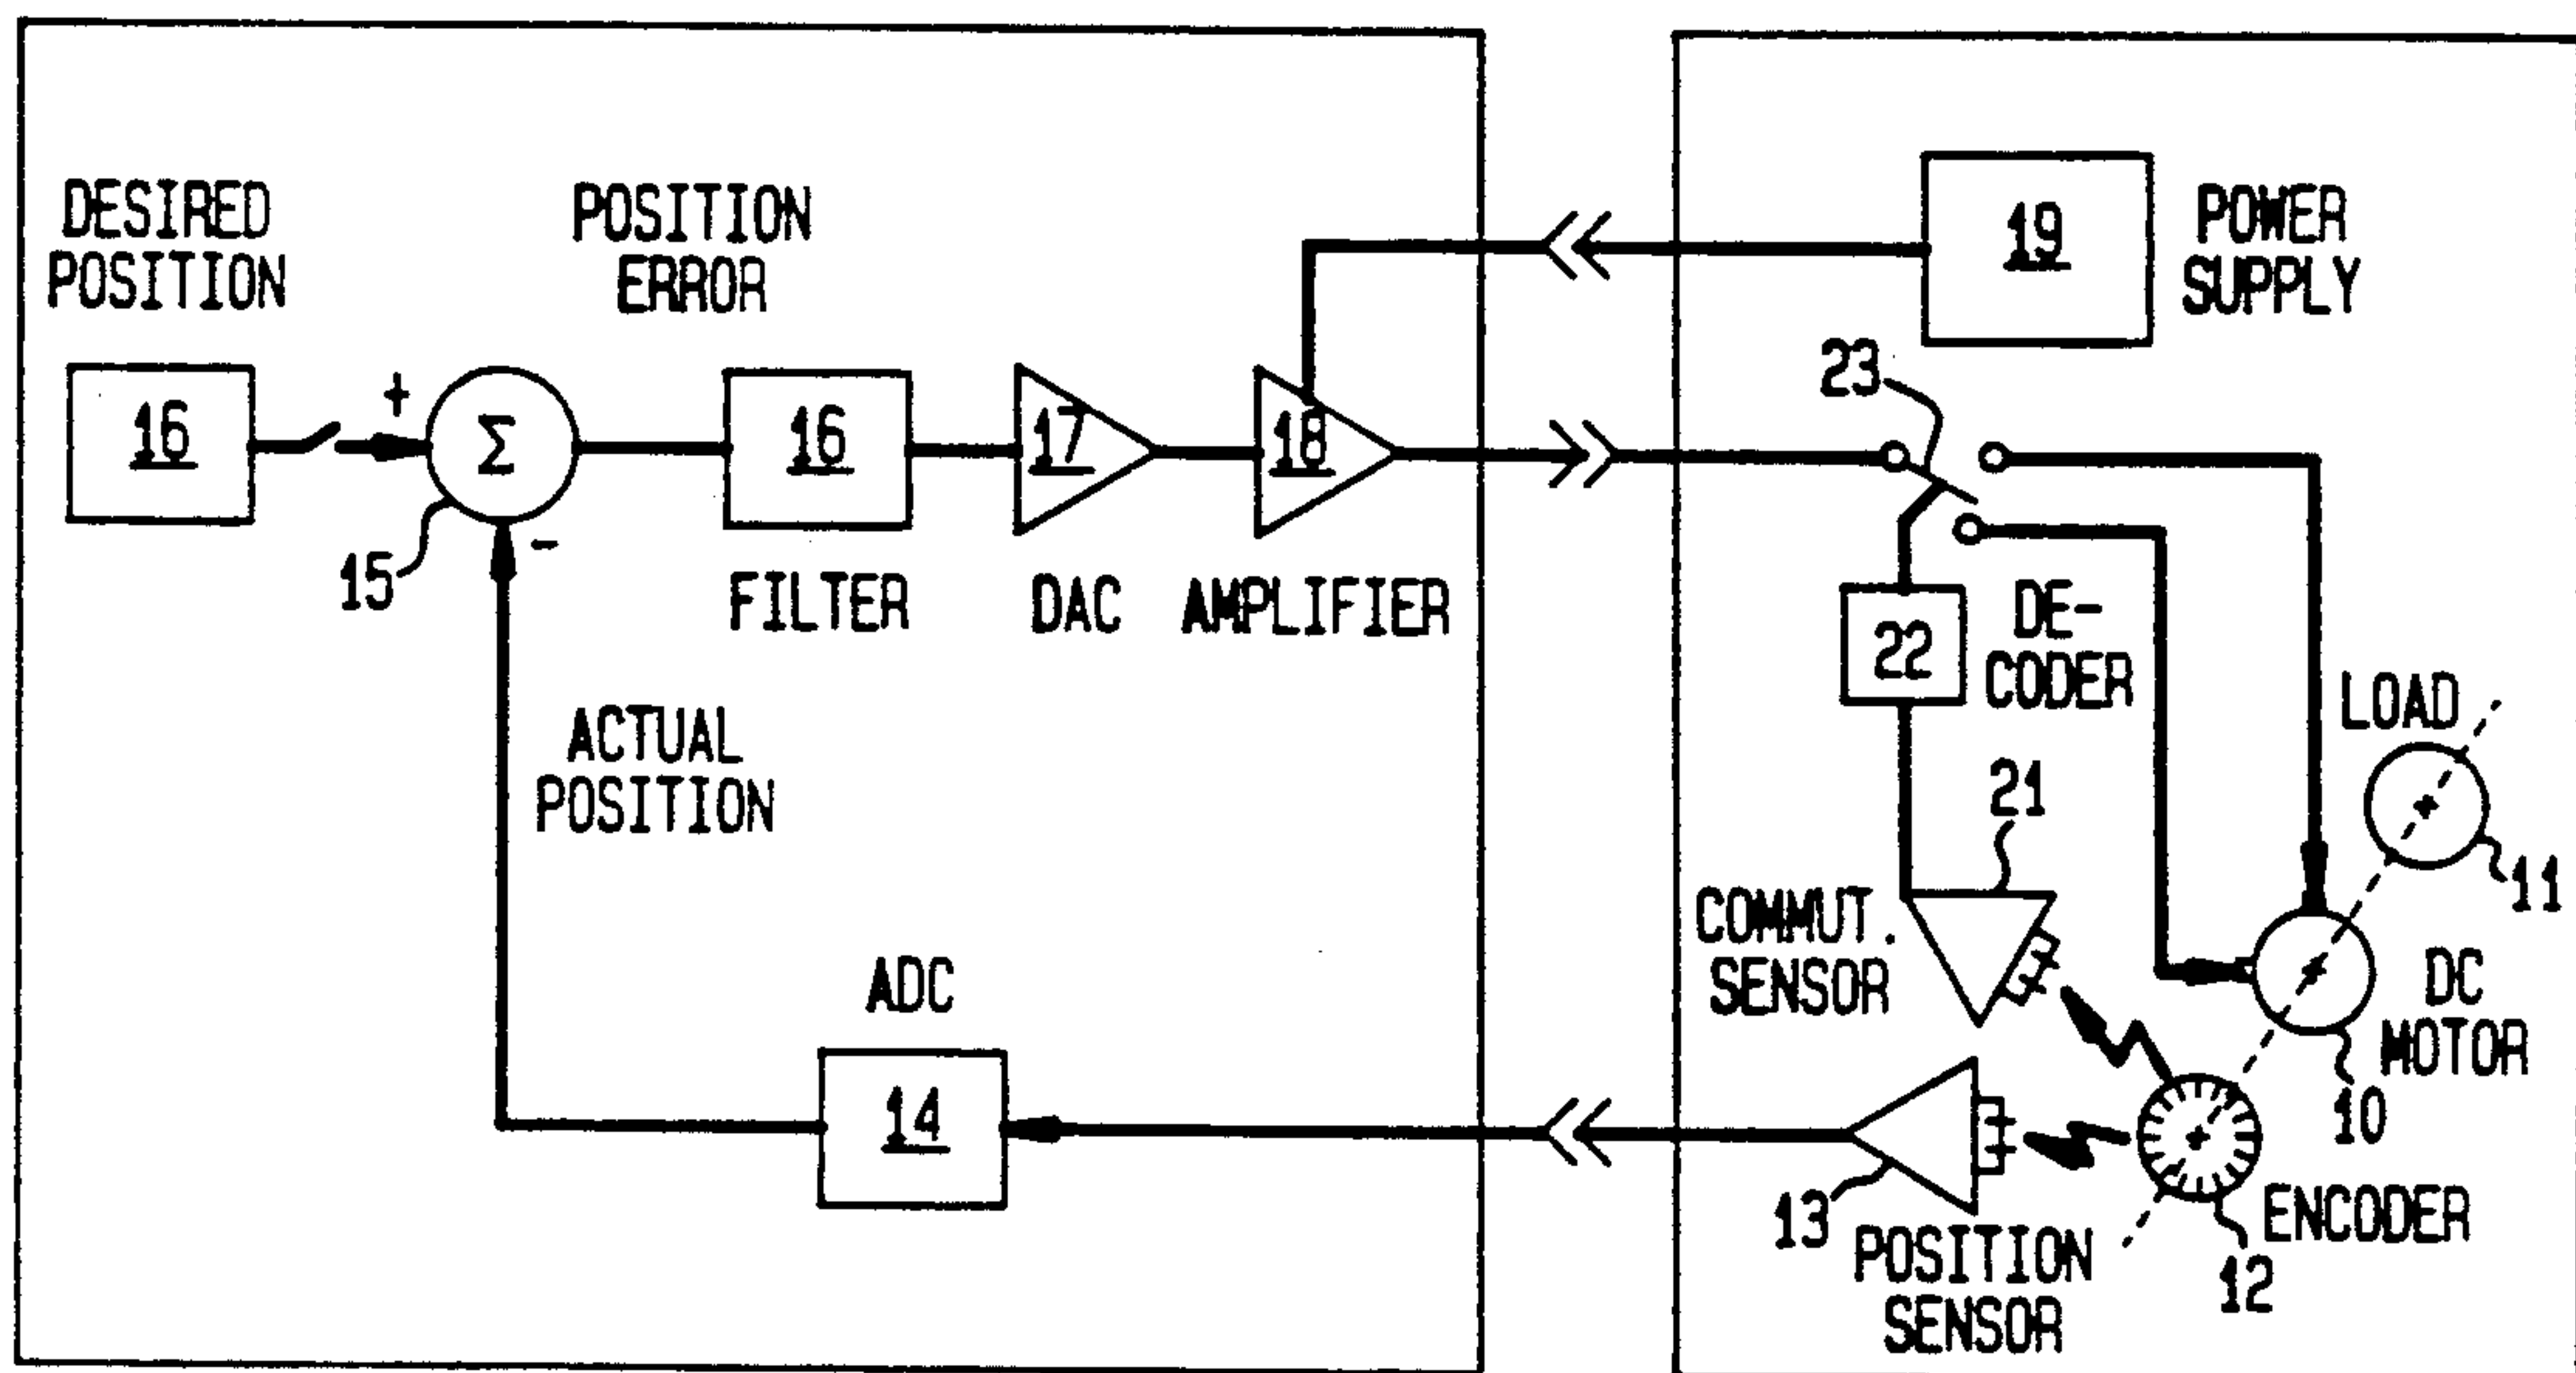 DESIRED
POSITION
POSITION
ERROR
19
POWER
SUPPLY
23
16
+
Σ
16
17
18
15
-
FILTER
DAC
AMPLIFIER
22
DE-
CODER
LOAD
11
ACTUAL
POSITION
21
COMMUT.
SENSOR
DC
MOTOR
10
ADC
14
13
POSITION
SENSOR
ENCODER
12